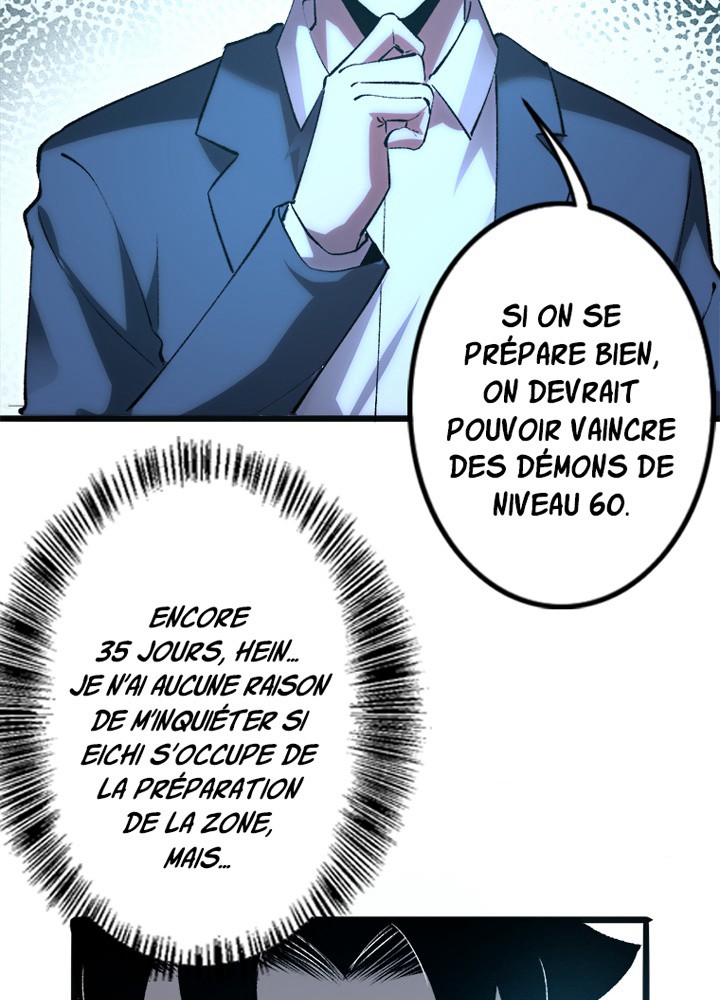 SI ON SE
PRÉPARE BIEN,
ON DEVRAIT
POUVOIR VAINCRE
DES DÉMONS DE
NIVEAU 60.
ENCORE
35 JOURS, HEIN...
JE N'AI AUCUNE RAISON
DE M'INQUIÉTER SI
EICHI S'OCCUPE DE
LA PRÉPARATION
DE LA ZONE,
MAIS...